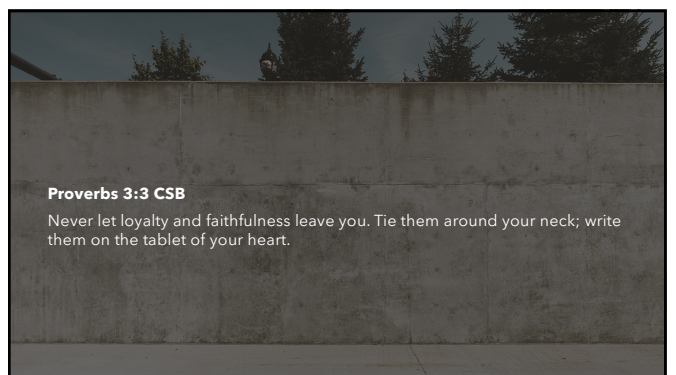 Proverbs 3:3 CSB
Never let loyalty and faithfulness leave you. Tie them around your neck; write
them on the tablet of your heart.